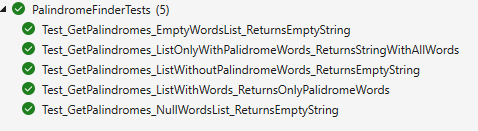 PalindromeFinderTests (5)
Test_GetPalindromes_EmptyWordsList_ReturnsEmptyString
Test_GetPalindromes_ListOnlyWithPalidromeWords_ReturnsStringWithAllWords
Test_GetPalindromes_ListWithoutPalindromeWords_ReturnsEmptyString
Test_GetPalindromes_ListWithWords_ReturnsOnlyPalidromeWords
Test_GetPalindromes_NullWordsList_ReturnsEmptyString